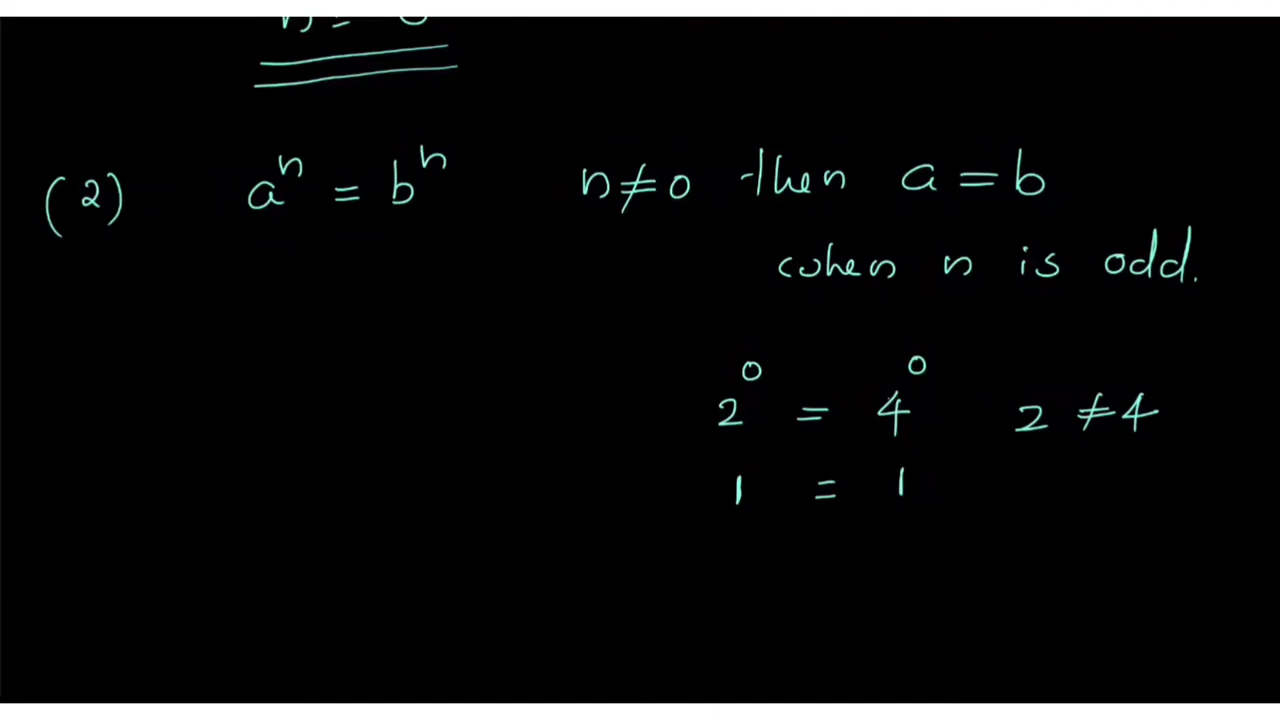 (2) aⁿ = bⁿ n ≠ 0 then a = b
when n is odd.
2⁰ = 4⁰ 2 ≠ 4
1 = 1